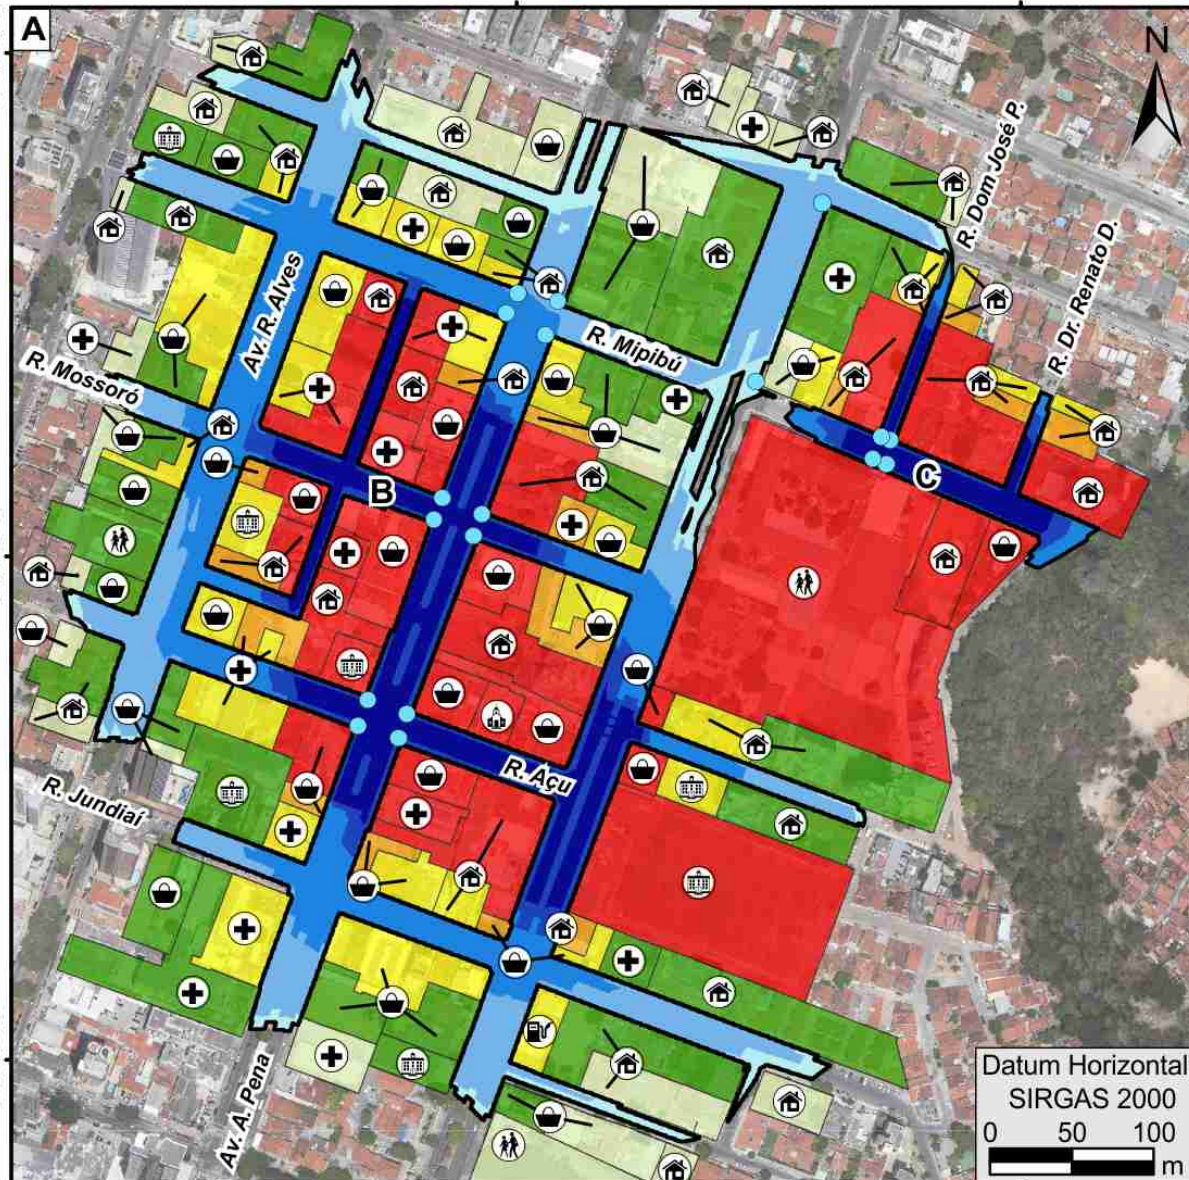 A
N
R. Dom José P.
R. Dr. Renato D.
Av. R. Alves
R. Mipibú
R. Mossoró
B
C
R. Açu
R. Jundiaí
Av. A. Pena
Datum Horizontal
SIRGAS 2000
0 50 100
m